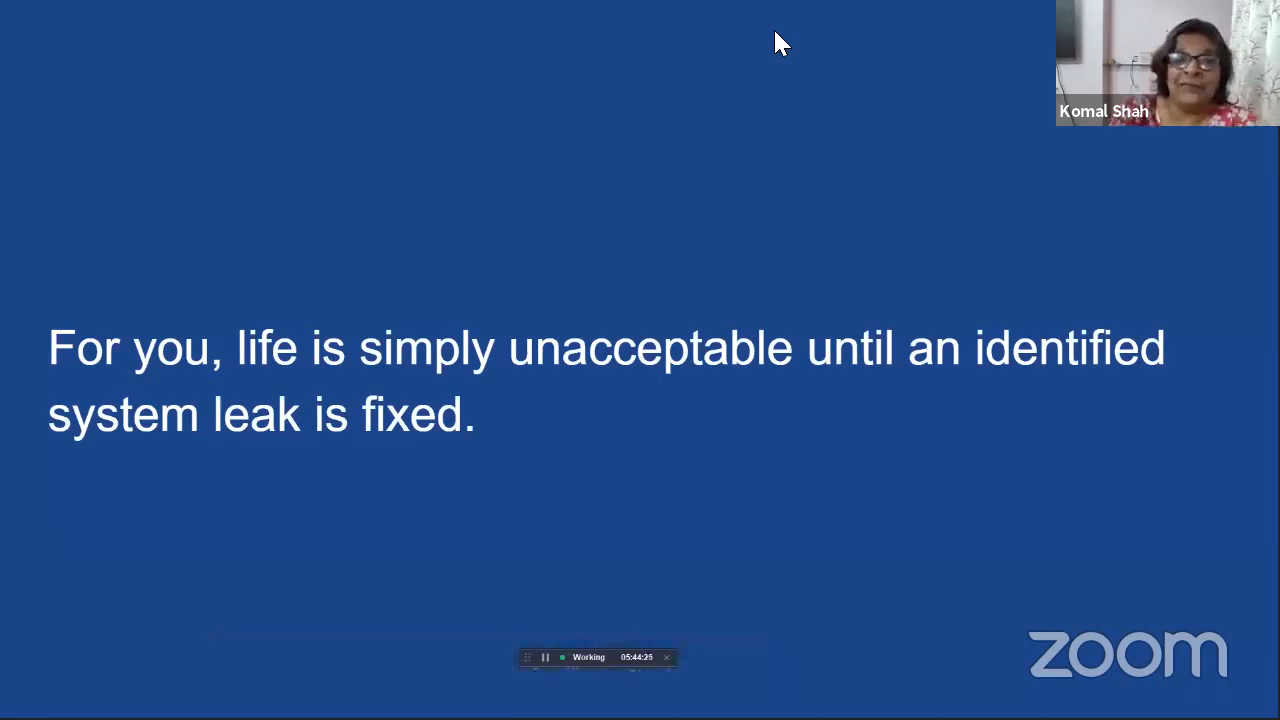 Komal Shah
For you, life is simply unacceptable until an identified
system leak is fixed.
Working 05:44:25
zoom